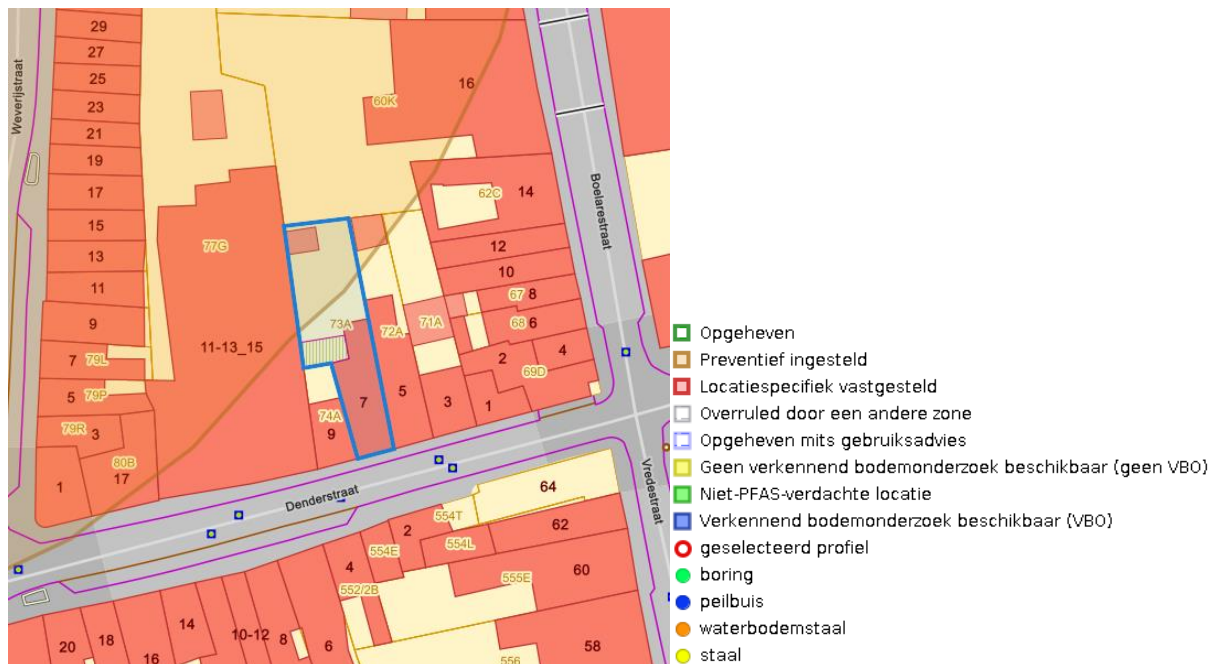 29
27
25
23
21
19
17
15
13
11
9
7 79L
5 79P
79R 3
1
80B
17
Weverijstraat
77G
11-13_15
60K
16
62C
14
12
10
67 8
68 6
2
4
69D
1
Boelarestraat
73A
72A
71A
7
5
3
74A
9
Denderstraat
Vredestraat
64
62
60
58
554T
554L
554E
2
4
552/2B
555E
556
20
18
16
14
10-12
8
6
Opgeheven
Preventief ingesteld
Locatiespecifiek vastgesteld
Overruled door een andere zone
Opgeheven mits gebruiksadvies
Geen verkennend bodemonderzoek beschikbaar (geen VBO)
Niet-PFAS-verdachte locatie
Verkennend bodemonderzoek beschikbaar (VBO)
geselecteerd profiel
boring
peilbuis
waterbodemstaal
staal